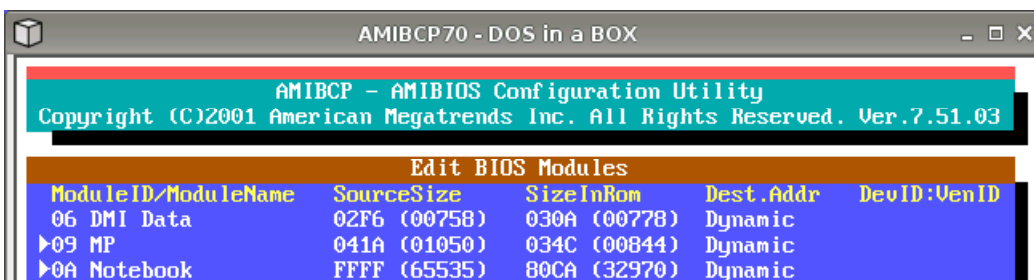 AMIBCP70 - DOS in a BOX
AMIBCP - AMIBIOS Configuration Utility
Copyright (C)2001 American Megatrends Inc. All Rights Reserved. Ver.7.51.03
Edit BIOS Modules
ModuleID/ModuleName SourceSize SizeInRom Dest.Addr DevID:VenID
06 DMI Data 02F6 (00758) 030A (00778) Dynamic
▶09 MP 041A (01050) 034C (00844) Dynamic
▶0A Notebook FFFF (65535) 80CA (32970) Dynamic